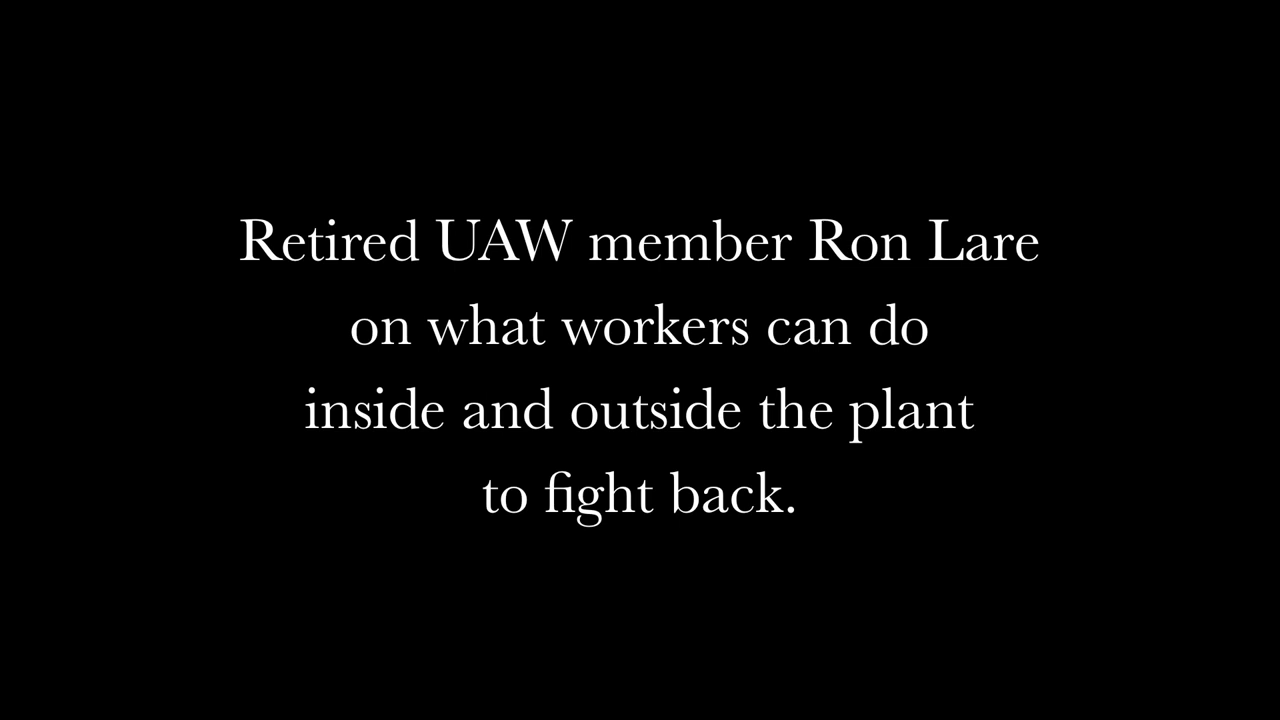 Retired UAW member Ron Lare
on what workers can do
inside and outside the plant
to fight back.